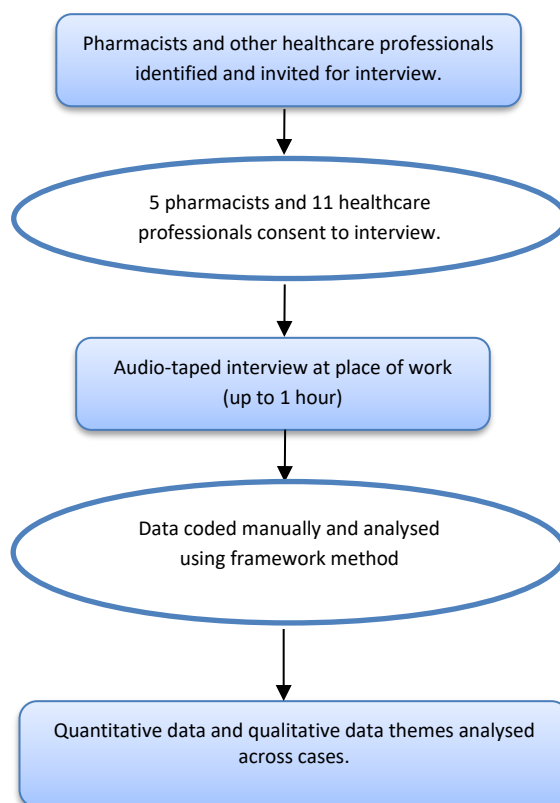 Pharmacists and other healthcare professionals
identified and invited for interview.
5 pharmacists and 11 healthcare
professionals consent to interview.
Audio-taped interview at place of work
(up to 1 hour)
Data coded manually and analysed
using framework method
Quantitative data and qualitative data themes analysed
across cases.